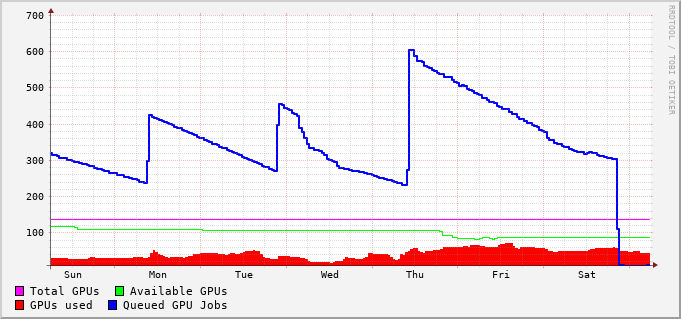 700
600
500
400
300
200
100
Sun Mon Tue Wed Thu Fri Sat
Total GPUs Available GPUs
GPUs used Queued GPU Jobs
RRDTOOL / TOBI OETIKER